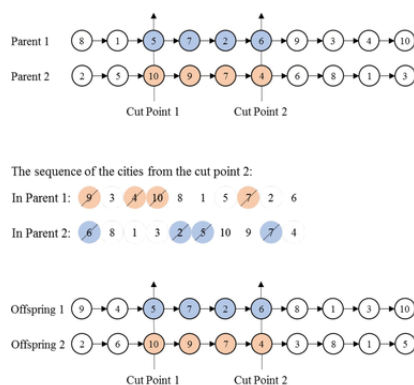 Parent 1 8 1 5 7 2 6 9 3 4 10
Parent 2 2 5 10 9 7 4 6 8 1 3
Cut Point 1 Cut Point 2
The sequence of the cities from the cut point 2:
In Parent 1: 9 3 4 10 8 1 5 7 2 6
In Parent 2: 6 8 1 3 2 5 10 9 7 4
Offspring 1 9 4 5 7 2 6 8 1 3 10
Offspring 2 2 6 10 9 7 4 3 8 1 5
Cut Point 1 Cut Point 2